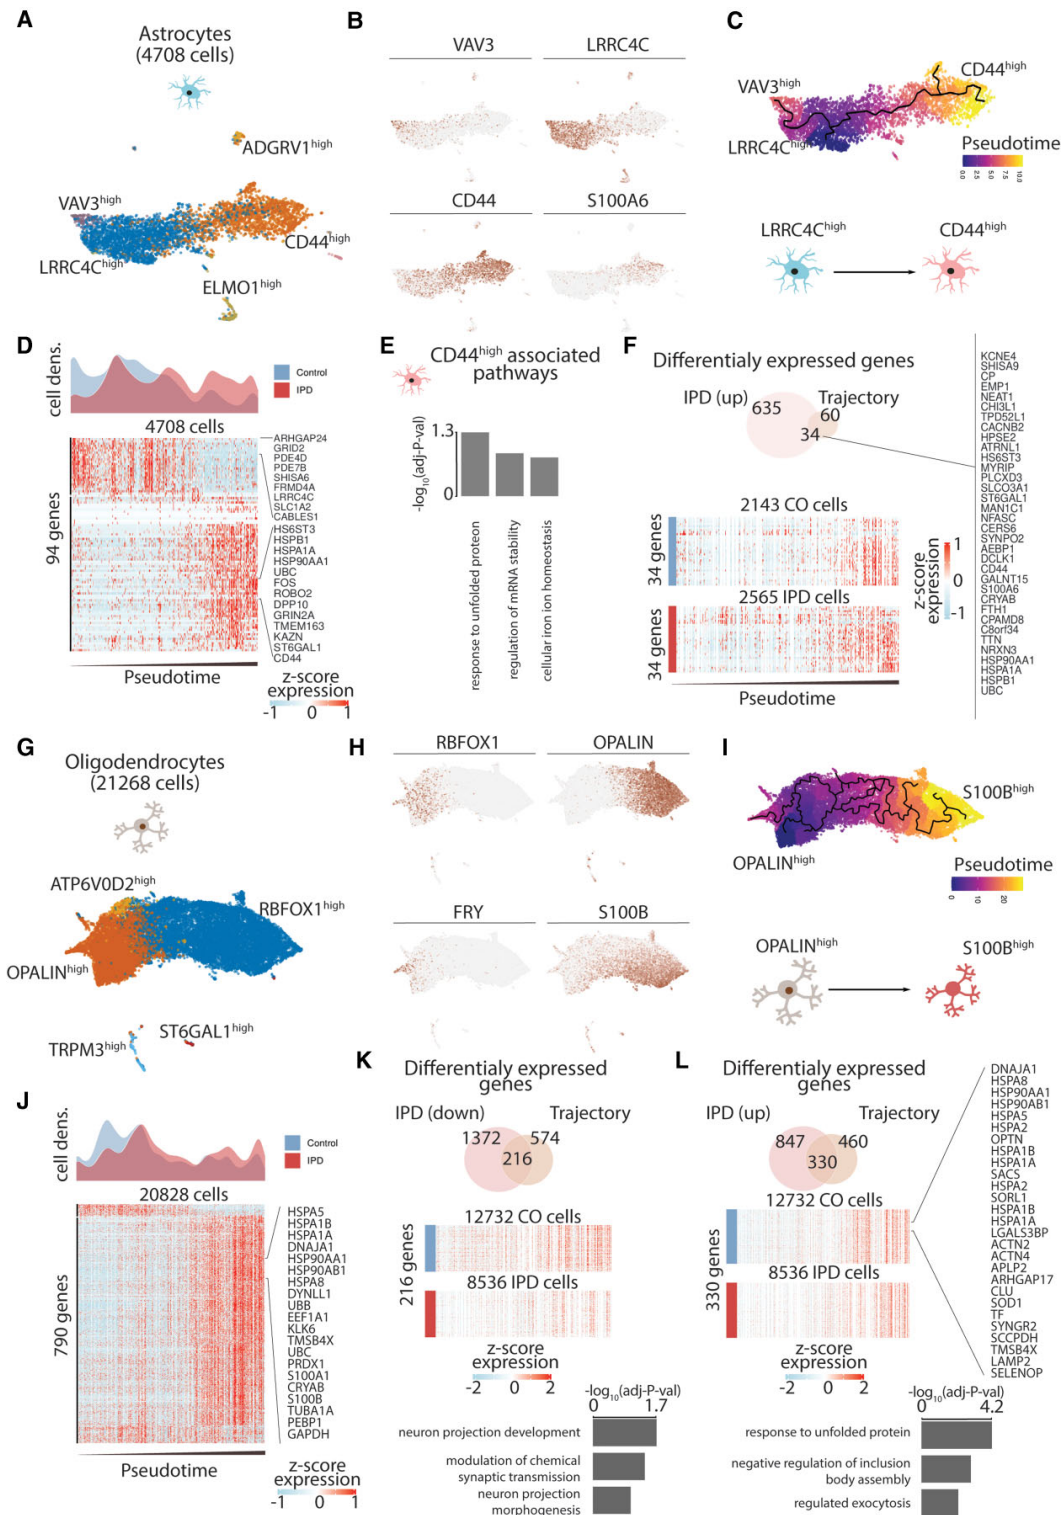 A
Astrocytes
(4708 cells)
ADGRV1high
VAV3high
CD44high
LRRC4Chigh
ELMO1high
B
VAV3
LRRC4C
CD44
S100A6
C
CD44high
VAV3high
LRRC4Chigh
Pseudotime
0.0
2.5
5.0
7.5
10.0
LRRC4Chigh
CD44high
D
cell dens.
Control
IPD
4708 cells
94 genes
ARHGAP24
GRID2
PDE4D
PDE7B
SHISA6
FRMD4A
LRRC4C
SLC1A2
CABLES1
HS6ST3
HSPB1
HSPA1A
HSP90AA1
UBC
FOS
ROBO2
DPP10
GRIN2A
TMEM163
KAZN
ST6GAL1
CD44
Pseudotime
z-score
expression
-1 0 1
E
CD44high associated
pathways
-log10(adj-P-val)
1.3
0
response to unfolded proteon
regulation of mRNA stability
cellular iron homostasis
F
Differentialy expressed genes
IPD (up)
Trajectory
635
60
34
2143 CO cells
34 genes
2565 IPD cells
34 genes
Pseudotime
z-score
expression
1
0
-1
KCNE4
SHISA9
CP
EMP1
NEAT1
CHI3L1
TPD52L1
CACNB2
HPSE2
ATRNL1
HS6ST3
MYRIP
PLCXD3
SLCO3A1
ST6GAL1
MAN1C1
NFASC
CERS6
SYNPO2
AEBP1
DCLK1
CD44
GALNT15
S100A6
CRYAB
FTH1
CPAMD8
C8orf34
TTN
NRXN3
HSP90AA1
HSPA1A
HSPB1
UBC
G
Oligodendrocytes
(21268 cells)
ATP6V0D2high
RBFOX1high
OPALINhigh
ST6GAL1high
TRPM3high
H
RBFOX1
OPALIN
FRY
S100B
I
S100Bhigh
OPALINhigh
Pseudotime
0
10
20
OPALINhigh
S100Bhigh
J
cell dens.
Control
IPD
20828 cells
790 genes
HSPA5
HSPA1B
HSPA1A
DNAJA1
HSP90AA1
HSP90AB1
HSPA8
DYNLL1
UBB
EEF1A1
KLK6
TMSB4X
UBC
PRDX1
S100A1
CRYAB
S100B
TUBA1A
PEBP1
GAPDH
Pseudotime
z-score
expression
-1 0 1
K
Differentialy expressed
genes
IPD (down)
Trajectory
1372
574
216
12732 CO cells
216 genes
8536 IPD cells
z-score
expression
-2 0 2
-log10(adj-P-val)
0 1.7
neuron projection development
modulation of chemical
synaptic transmission
neuron projection
morphogenesis
L
Differentialy expressed
genes
IPD (up)
Trajectory
847
460
330
12732 CO cells
330 genes
8536 IPD cells
z-score
expression
-2 0 2
DNAJA1
HSPA8
HSP90AA1
HSP90AB1
HSPA5
HSPA2
OPTN
HSPA1B
HSPA1A
SACS
HSPA2
SORL1
HSPA1B
HSPA1A
LGALS3BP
ACTN2
ACTN4
APLP2
ARHGAP17
CLU
SOD1
TF
SYNGR2
SCCPDH
TMSB4X
LAMP2
SELENOP
-log10(adj-P-val)
0 4.2
response to unfolded protein
negative regulation of inclusion
body assembly
regulated exocytosis